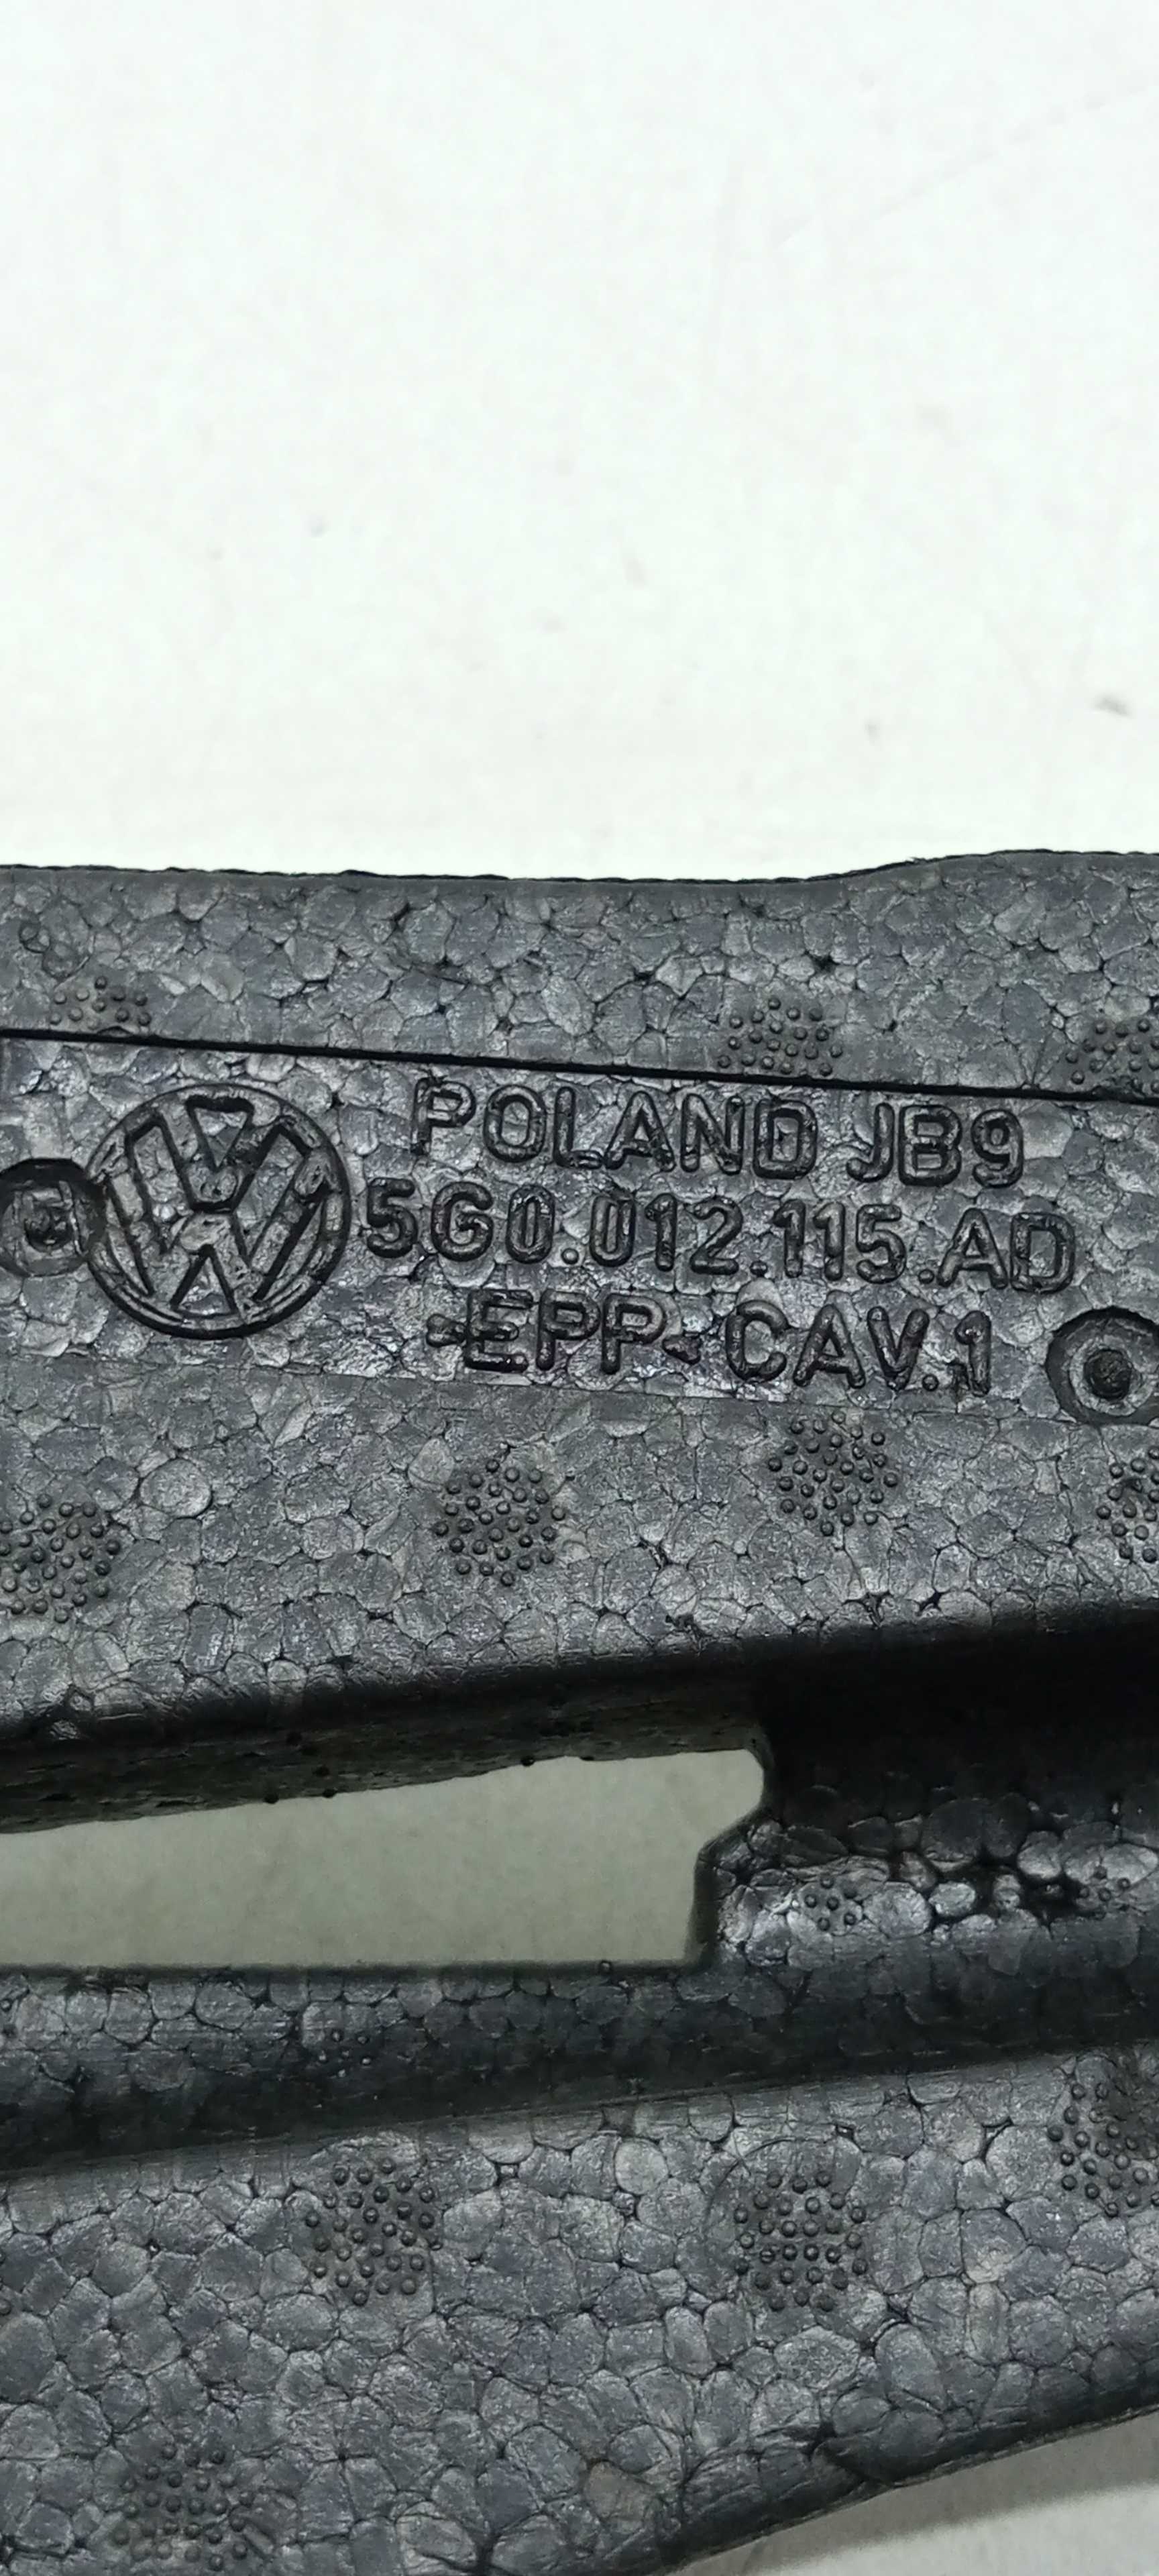 POLAND JB9
5G0.012.115.AD
>EPP< CAV.1